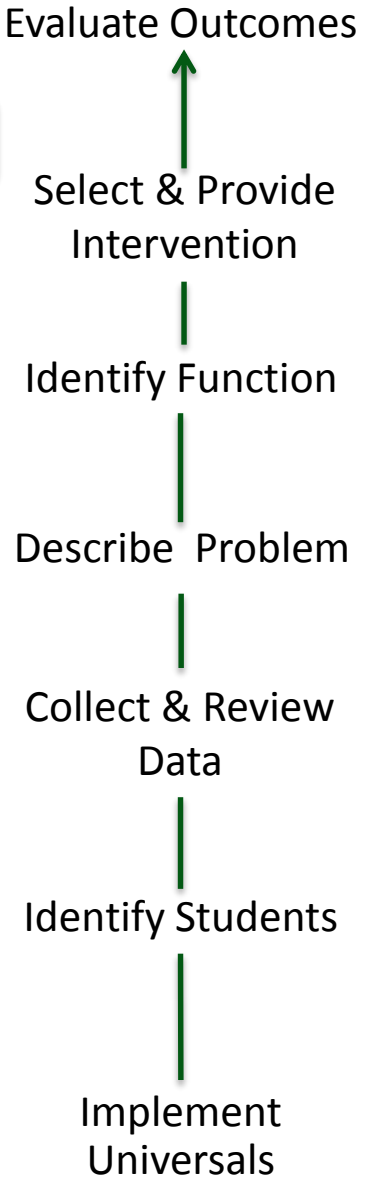 Evaluate Outcomes
Select & Provide
Intervention
Identify Function
Describe Problem
Collect & Review
Data
Identify Students
Implement
Universals